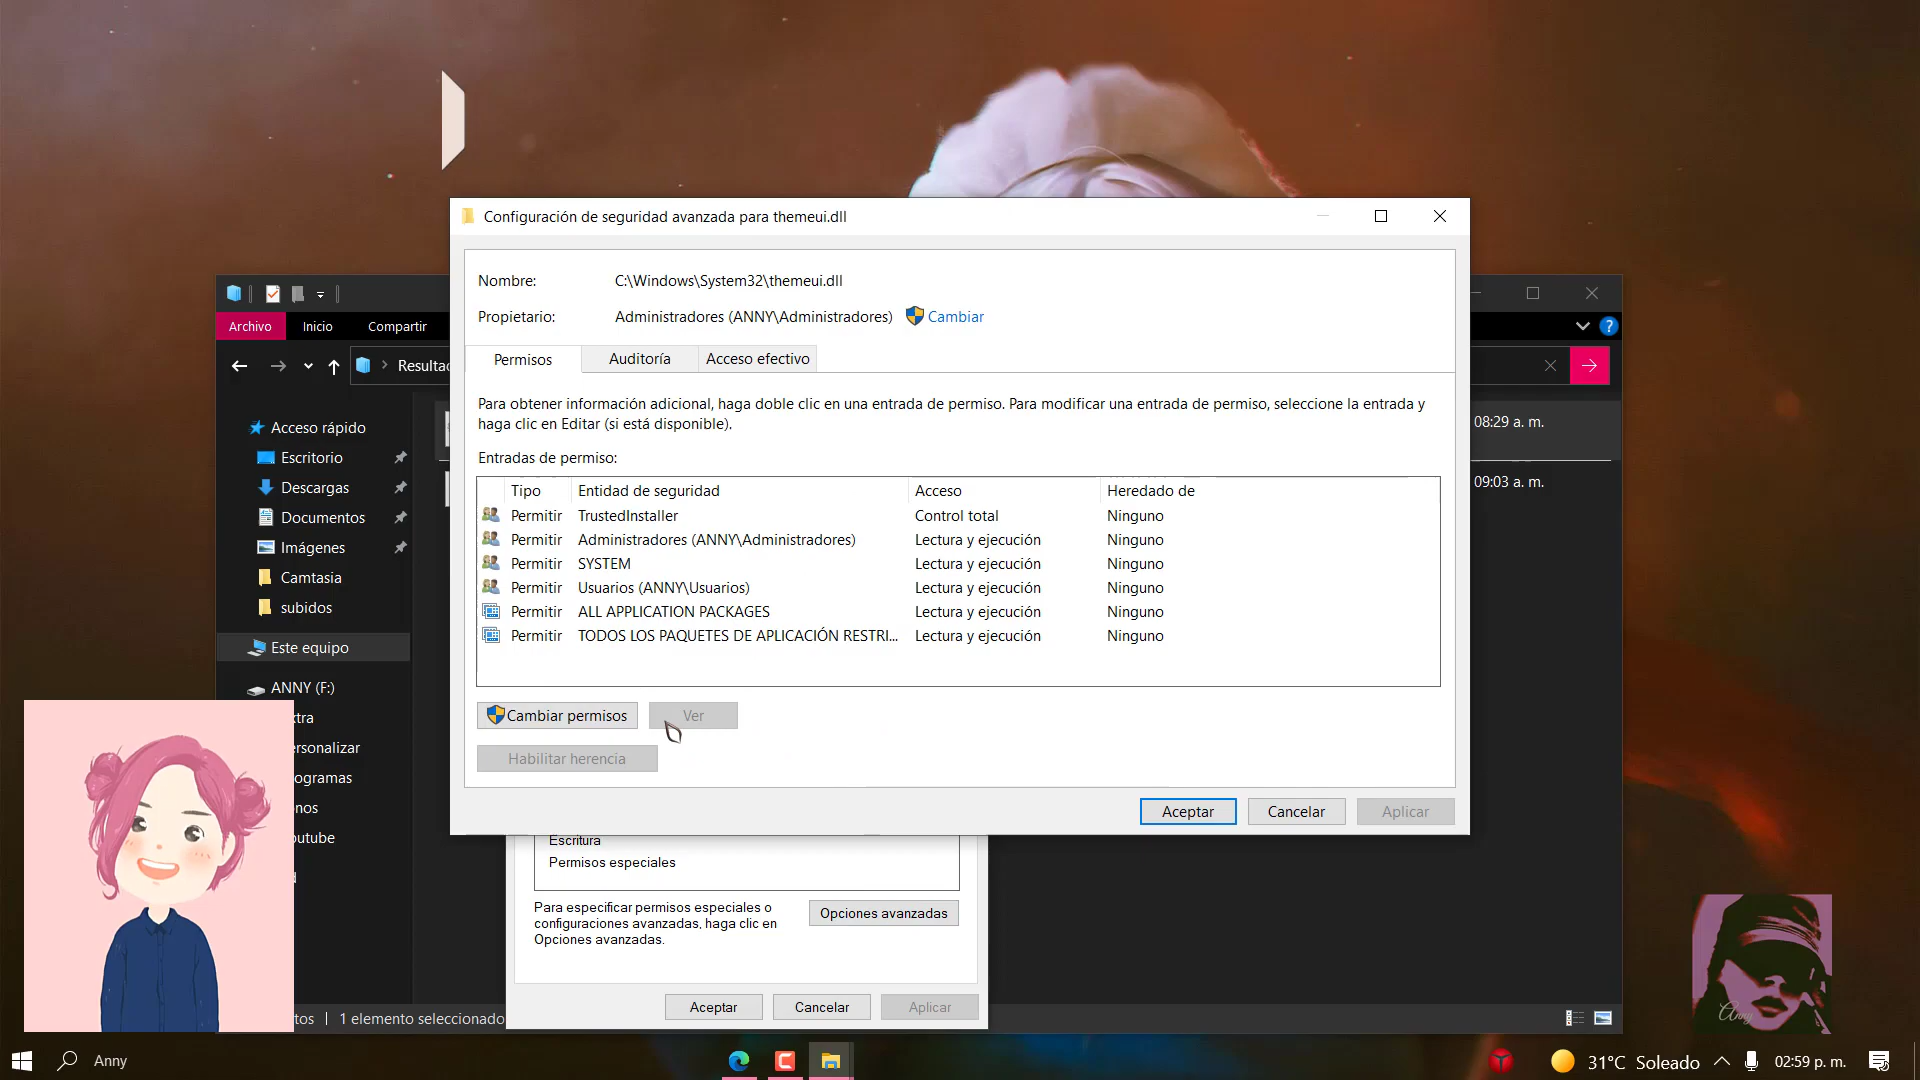 Configuración de seguridad avanzada para themeui.dll
Nombre: C:\Windows\System32\themeui.dll
Propietario: Administradores (ANNY\Administradores) Cambiar
Permisos Auditoría Acceso efectivo
Para obtener información adicional, haga doble clic en una entrada de permiso. Para modificar una entrada de permiso, seleccione la entrada y
haga clic en Editar (si está disponible).
Entradas de permiso:
Tipo Entidad de seguridad Acceso Heredado de
Permitir TrustedInstaller Control total Ninguno
Permitir Administradores (ANNY\Administradores) Lectura y ejecución Ninguno
Permitir SYSTEM Lectura y ejecución Ninguno
Permitir Usuarios (ANNY\Usuarios) Lectura y ejecución Ninguno
Permitir ALL APPLICATION PACKAGES Lectura y ejecución Ninguno
Permitir TODOS LOS PAQUETES DE APLICACIÓN RESTRI... Lectura y ejecución Ninguno
Cambiar permisos Ver
Habilitar herencia
Aceptar Cancelar Aplicar
Archivo Inicio Compartir
Resultac
?
Acceso rápido
Escritorio
Descargas
Documentos
Imágenes
Camtasia
subidos
Este equipo
ANNY (F:)
tra
ersonalizar
ogramas
nos
outube
d
08:29 a. m.
09:03 a. m.
tos 1 elemento seleccionado
Escritura
Permisos especiales
Para especificar permisos especiales o
configuraciones avanzadas, haga clic en
Opciones avanzadas.
Opciones avanzadas
Aceptar Cancelar Aplicar
Anny
Anny
31°C Soleado 02:59 p. m.